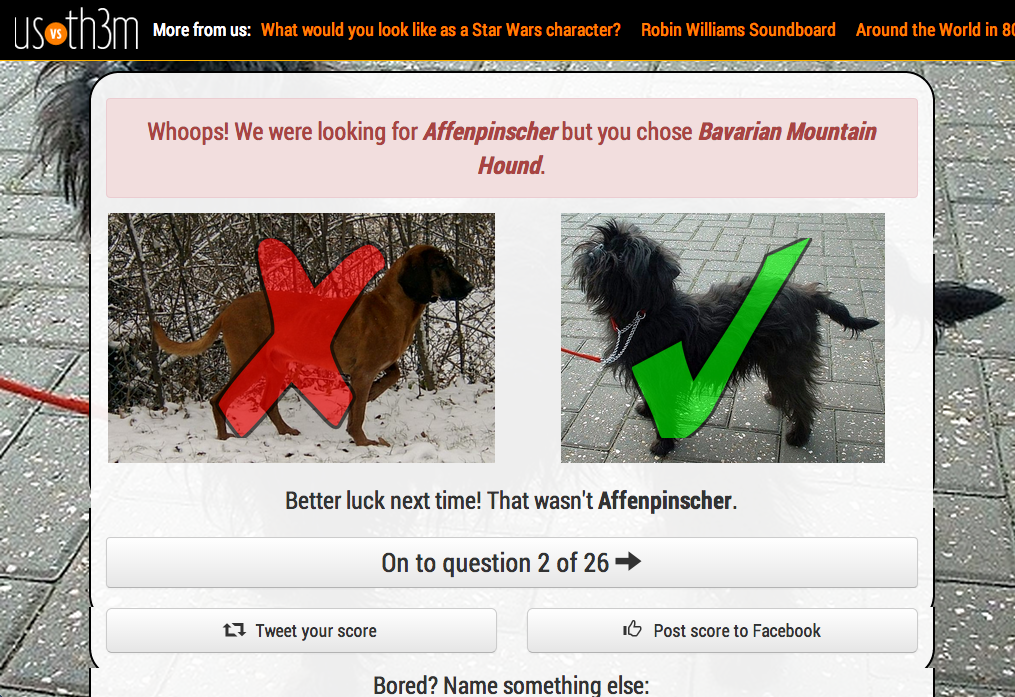 usvsth3m More from us: What would you look like as a Star Wars character? Robin Williams Soundboard Around the World in 80
Whoops! We were looking for Affenpinscher but you chose Bavarian Mountain
Hound.
Better luck next time! That wasn't Affenpinscher.
On to question 2 of 26
Tweet your score
Post score to Facebook
Bored? Name something else: